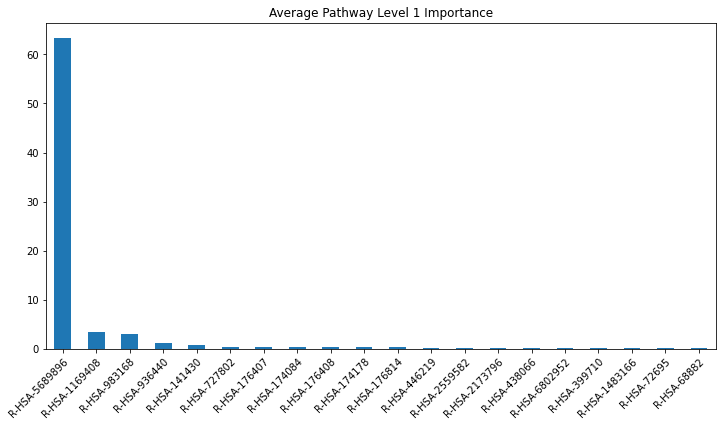 Average Pathway Level 1 Importance
60
50
40
30
20
10
0
R-HSA-5689896
R-HSA-1169408
R-HSA-983168
R-HSA-936440
R-HSA-141430
R-HSA-727802
R-HSA-176407
R-HSA-174084
R-HSA-176408
R-HSA-174178
R-HSA-176814
R-HSA-446219
R-HSA-2559582
R-HSA-2173796
R-HSA-438066
R-HSA-6802952
R-HSA-399710
R-HSA-1483166
R-HSA-72695
R-HSA-68882